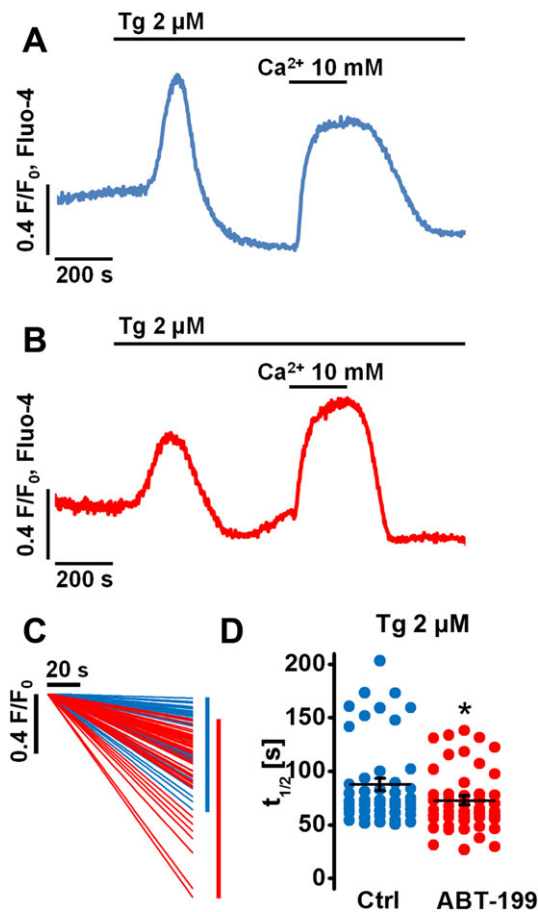 A
Tg 2 µM
Ca²⁺ 10 mM
0.4 F/F₀, Fluo-4
200 s
B
Tg 2 µM
Ca²⁺ 10 mM
0.4 F/F₀, Fluo-4
200 s
C
20 s
0.4 F/F₀
D
Tg 2 µM
t₁/₂ [s]
200
150
100
50
0
*
Ctrl
ABT-199